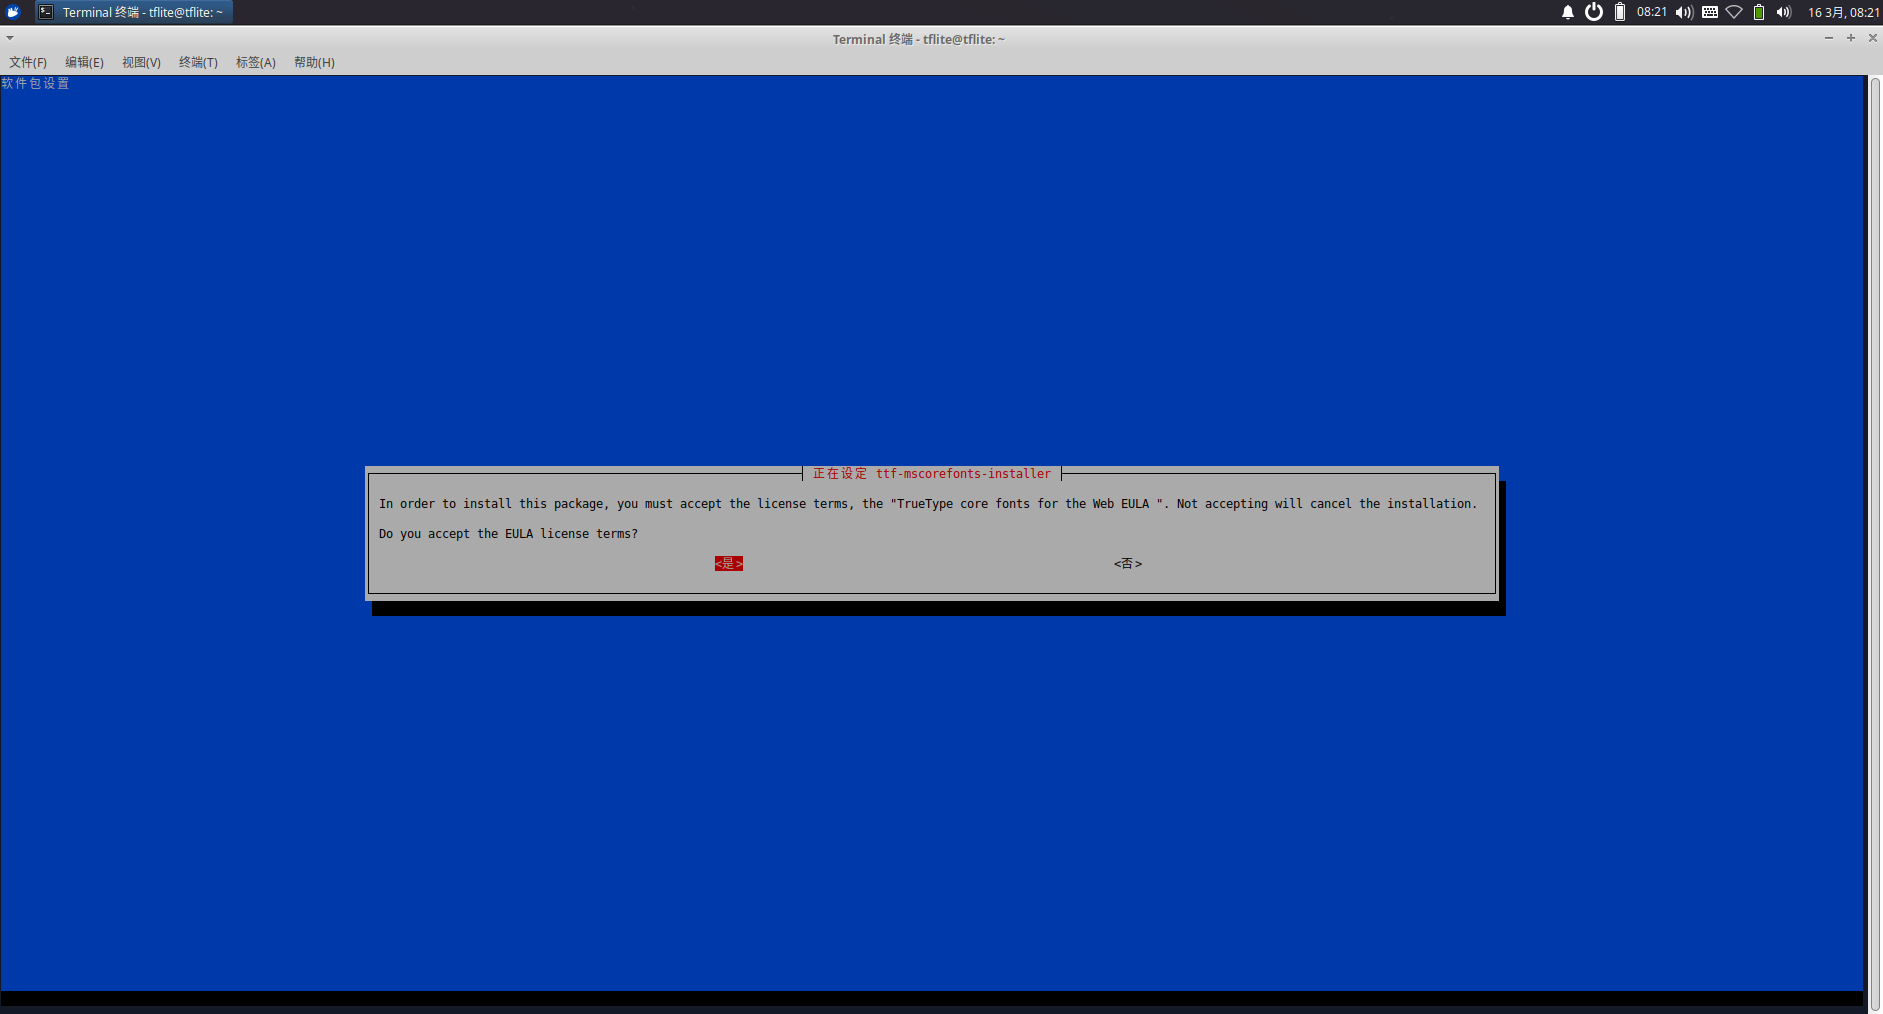 Terminal 终端 - tflite@tflite: ~
08:21
16 3月, 08:21
Terminal 终端 - tflite@tflite: ~
文件(F) 编辑(E) 视图(V) 终端(T) 标签(A) 帮助(H)
软件包设置
正在设定 ttf-mscorefonts-installer
In order to install this package, you must accept the license terms, the "TrueType core fonts for the Web EULA ". Not accepting will cancel the installation.
Do you accept the EULA license terms?
<是> <否>